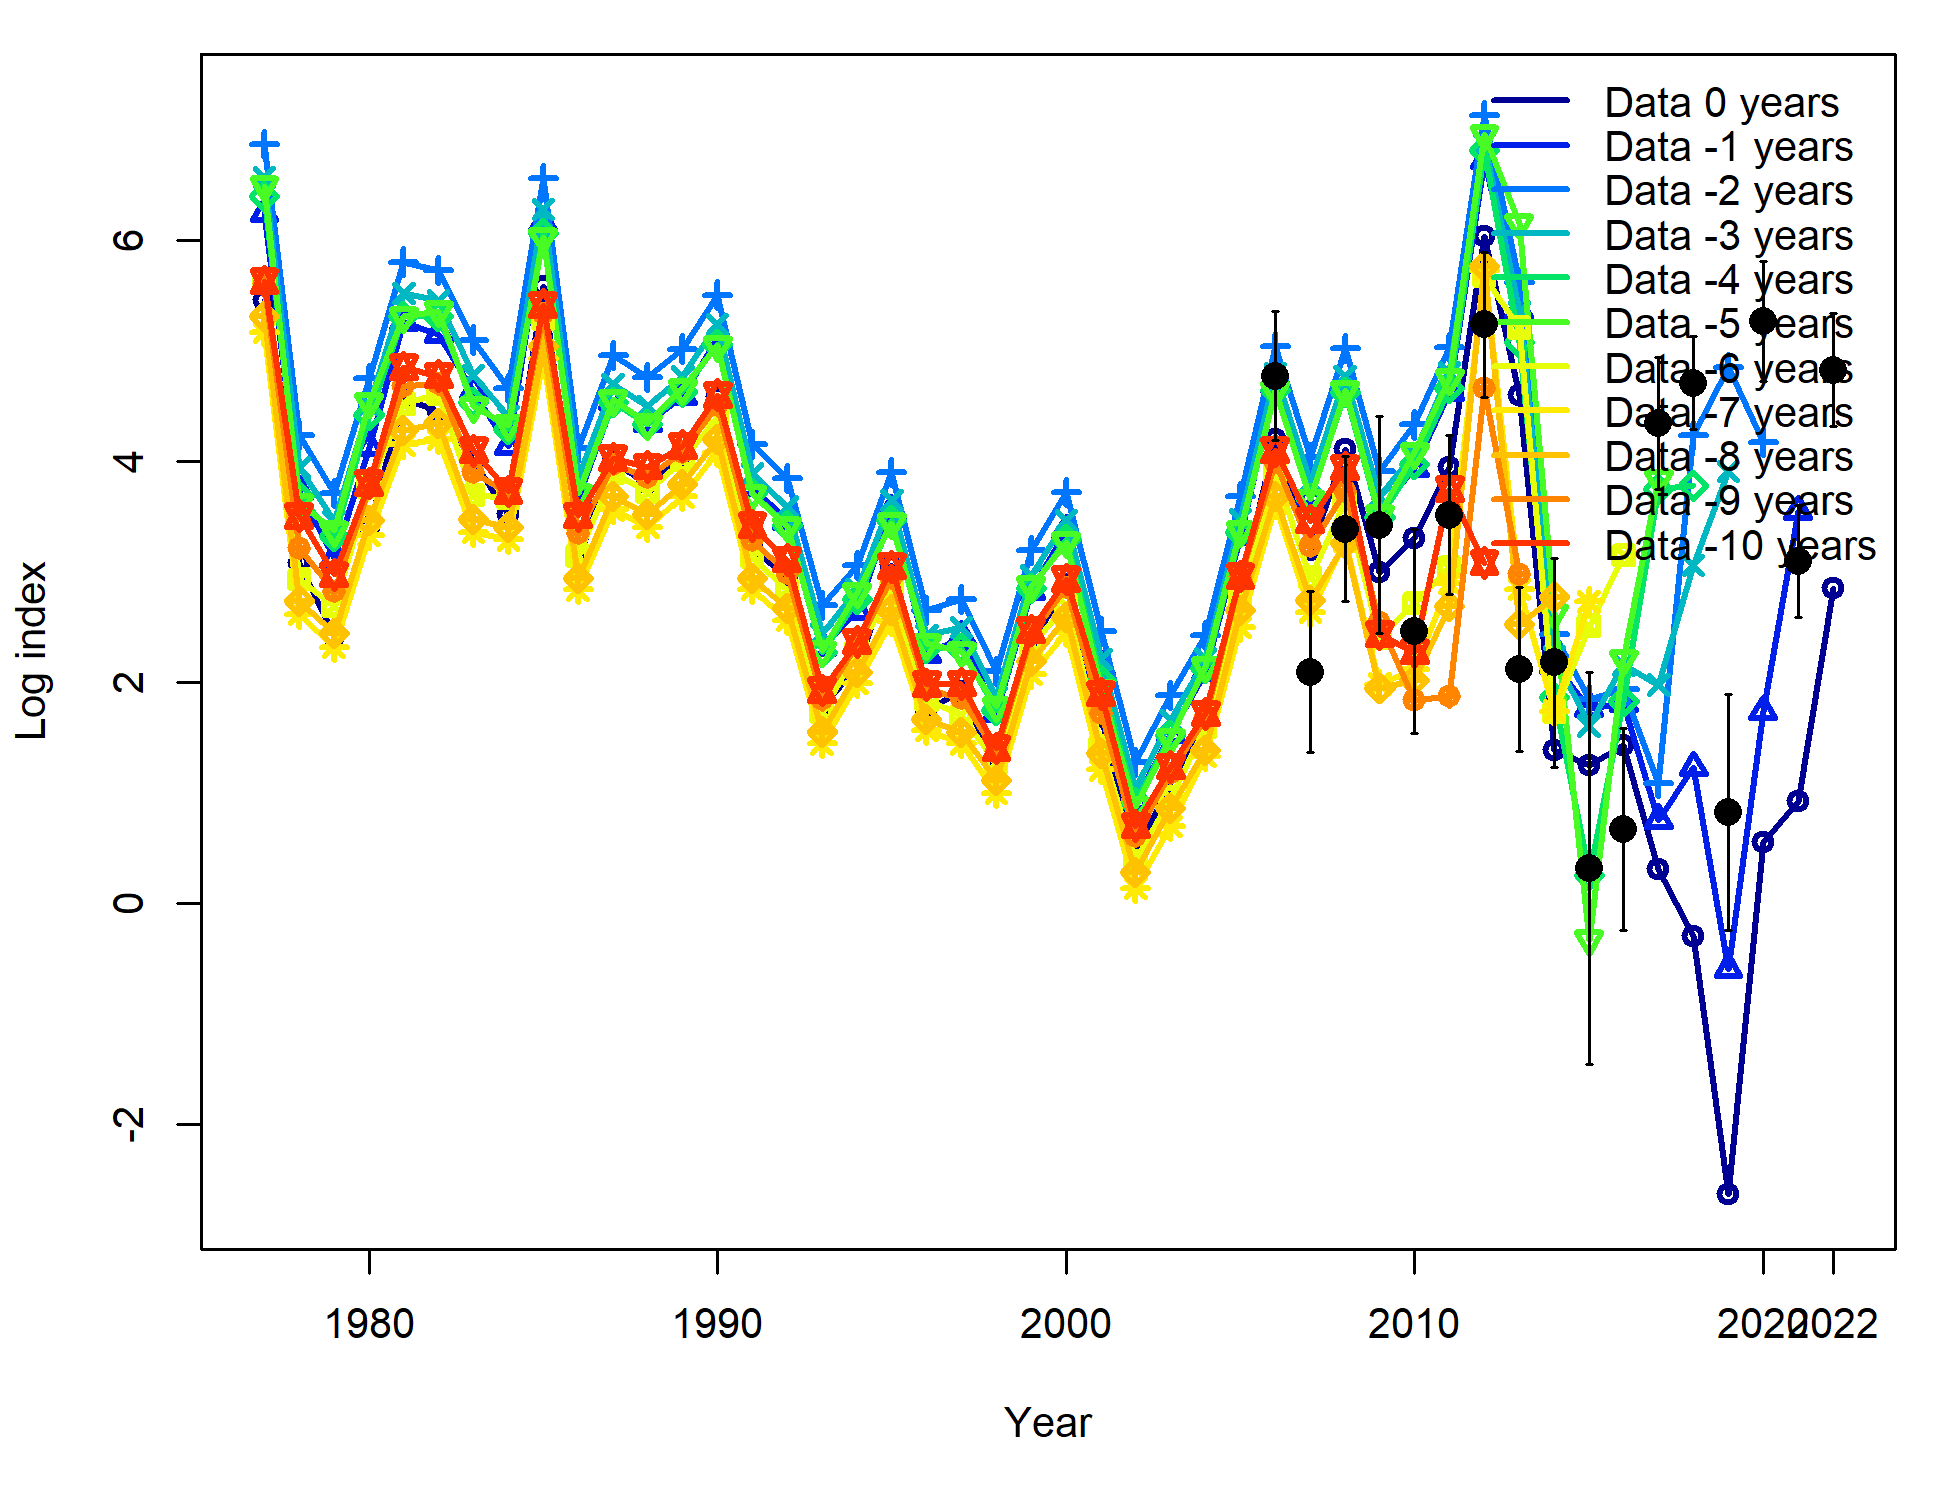 Data 0 years
Data -1 years
Data -2 years
Data -3 years
Data -4 years
Data -5 years
Data -6 years
Data -7 years
Data -8 years
Data -9 years
Data -10 years
6
4
2
0
-2
Log index
1980 1990 2000 2010 2020 2022
Year